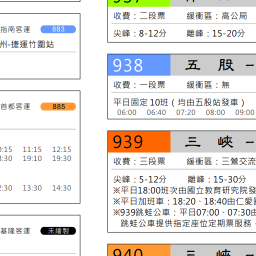 指南客運 883
州-捷運竹圍站
首都客運 885
0:15 11:15 12:15
8:30 19:10 19:30
2:30 13:30 14:30
基隆客運 未繪製
937
收費：二段票 緩衝區：高公局
尖峰：8-12分 離峰：15-20分
938 五 股 -
收費：一段票 緩衝區：無
平日固定10班（均由五股站發車）
06:00 06:40 07:20 08:00 09:00
939 三 峽 -
收費：三段票 緩衝區：三鶯交流
尖峰：5-12分 離峰：15-30分
※平日18:00班次由國立教育研究院發
※平日加班車：18:20、18:40由仁愛
※939跳蛙公車：平日07:00、07:30由
跳蛙公車提供指定座位定期票服務，
940 三 峽 -